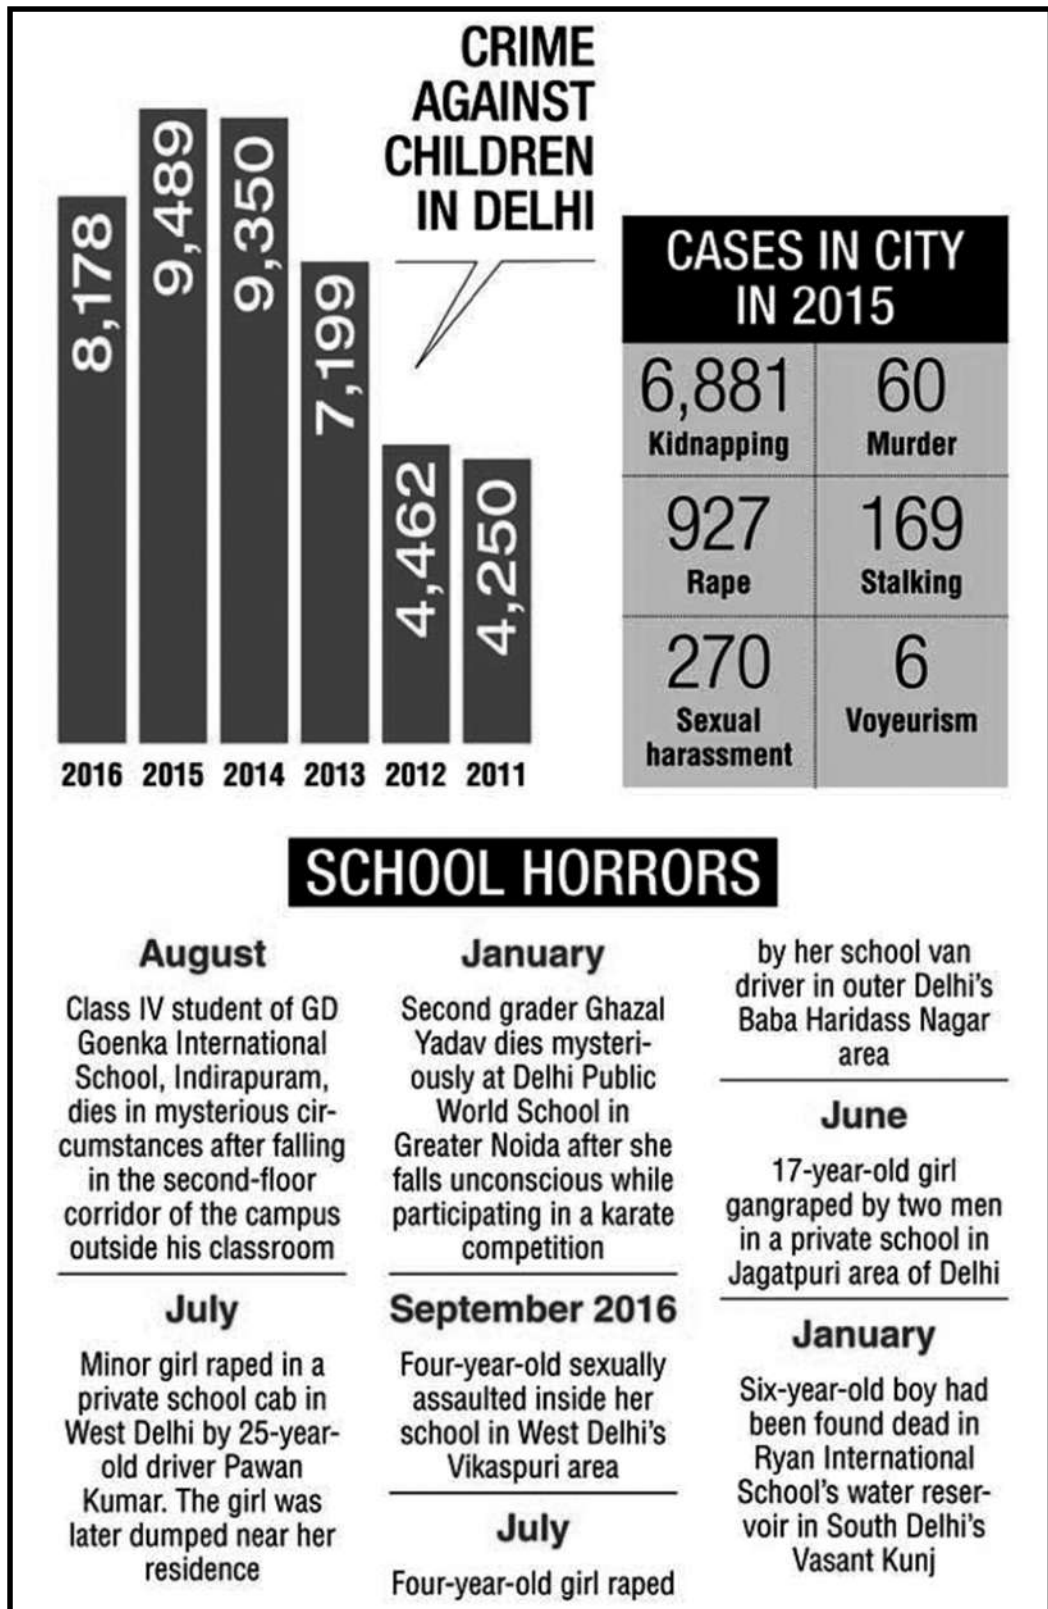 CRIME
AGAINST
CHILDREN
IN DELHI
8,178
9,489
9,350
7,199
4,462
4,250
2016 2015 2014 2013 2012 2011
CASES IN CITY
IN 2015
6,881
Kidnapping
60
Murder
927
Rape
169
Stalking
270
Sexual
harassment
6
Voyeurism
SCHOOL HORRORS
August
Class IV student of GD
Goenka International
School, Indirapuram,
dies in mysterious cir-
cumstances after falling
in the second-floor
corridor of the campus
outside his classroom
July
Minor girl raped in a
private school cab in
West Delhi by 25-year-
old driver Pawan
Kumar. The girl was
later dumped near her
residence
January
Second grader Ghazal
Yadav dies mysteri-
ously at Delhi Public
World School in
Greater Noida after she
falls unconscious while
participating in a karate
competition
September 2016
Four-year-old sexually
assaulted inside her
school in West Delhi's
Vikaspuri area
July
Four-year-old girl raped
by her school van
driver in outer Delhi's
Baba Haridass Nagar
area
June
17-year-old girl
gangraped by two men
in a private school in
Jagatpuri area of Delhi
January
Six-year-old boy had
been found dead in
Ryan International
School's water reser-
voir in South Delhi's
Vasant Kunj